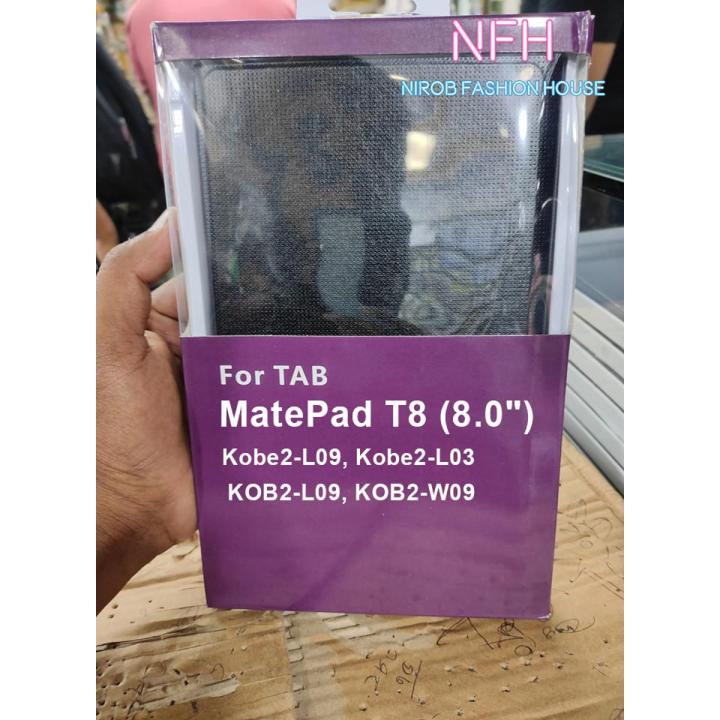 NFH
NIROB FASHION HOUSE
For TAB
MatePad T8 (8.0")
Kobe2-L09, Kobe2-L03
KOB2-L09, KOB2-W09